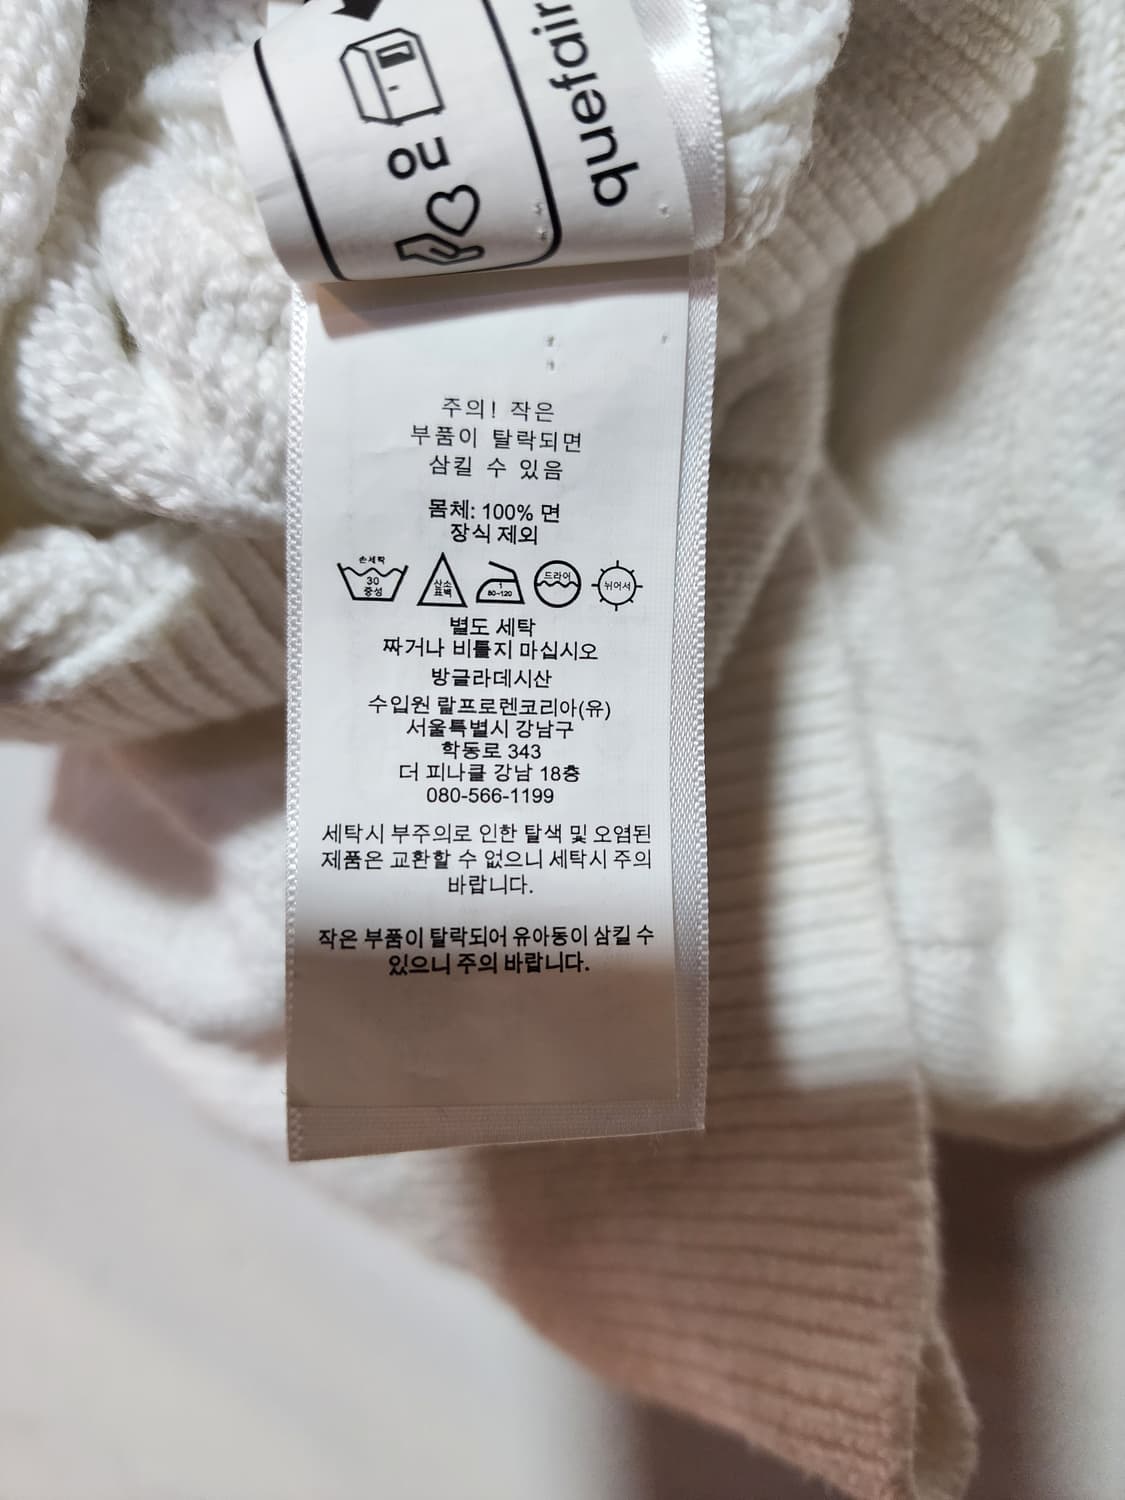 quefair
OU
주의! 작은
부품이 탈락되면
삼킬 수 있음
몸체: 100% 면
장식 제외
손세탁
30
중성
산소
표백
1
80~120
드라이
뉘어서
별도 세탁
짜거나 비틀지 마십시오
방글라데시산
수입원 랄프로렌코리아(유)
서울특별시 강남구
학동로 343
더 피나클 강남 18층
080-566-1199
세탁시 부주의로 인한 탈색 및 오염된
제품은 교환할 수 없으니 세탁시 주의
바랍니다.
작은 부품이 탈락되어 유아동이 삼킬 수
있으니 주의 바랍니다.